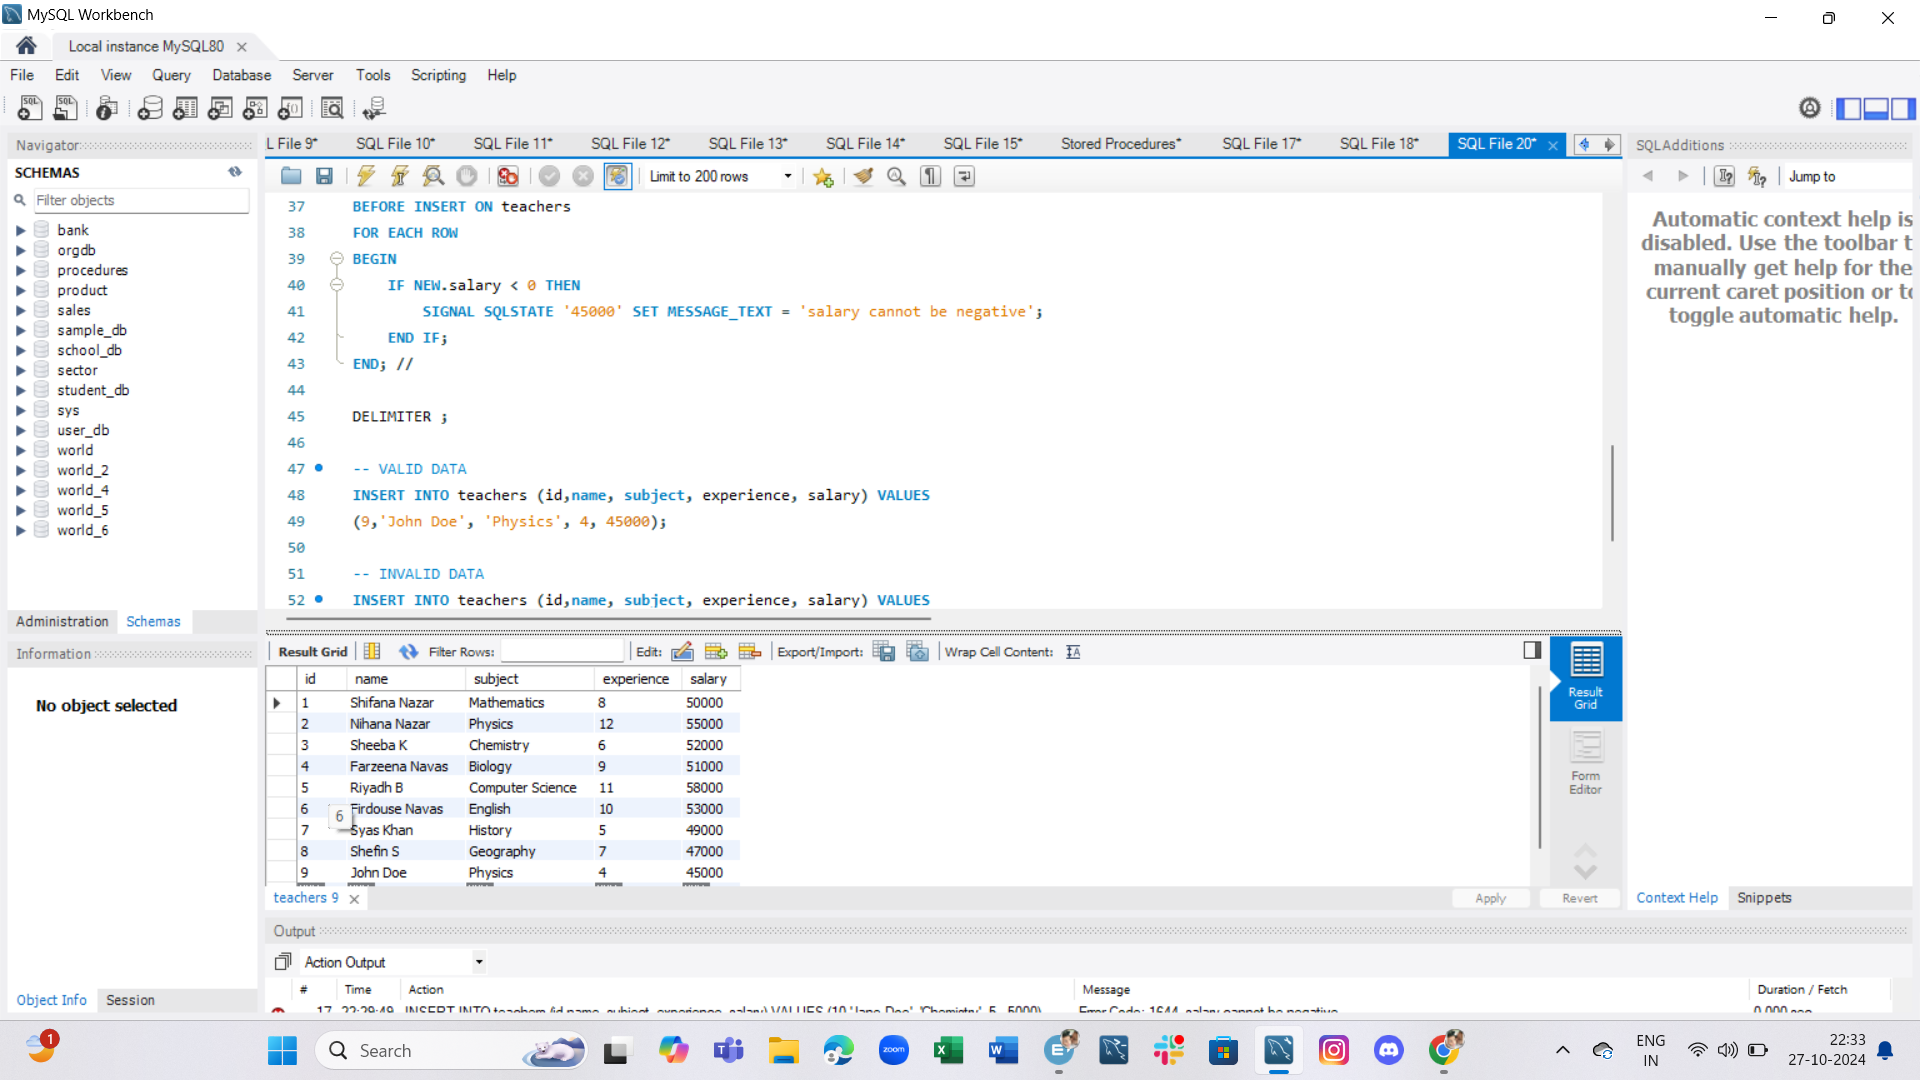 MySQL Workbench
Local instance MySQL80
File Edit View Query Database Server Tools Scripting Help
Navigator
SCHEMAS
Filter objects
bank
orgdb
procedures
product
sales
sample_db
school_db
sector
student_db
sys
user_db
world
world_2
world_4
world_5
world_6
Administration Schemas
Information
No object selected
Object Info Session
L File 9* SQL File 10* SQL File 11* SQL File 12* SQL File 13* SQL File 14* SQL File 15* Stored Procedures* SQL File 17* SQL File 18* SQL File 20*
Limit to 200 rows
37 BEFORE INSERT ON teachers
38 FOR EACH ROW
39 BEGIN
40 IF NEW.salary < 0 THEN
41 SIGNAL SQLSTATE '45000' SET MESSAGE_TEXT = 'salary cannot be negative';
42 END IF;
43 END; //
44
45 DELIMITER ;
46
47 -- VALID DATA
48 INSERT INTO teachers (id,name, subject, experience, salary) VALUES
49 (9,'John Doe', 'Physics', 4, 45000);
50
51 -- INVALID DATA
52 INSERT INTO teachers (id,name, subject, experience, salary) VALUES
Result Grid Filter Rows: Edit: Export/Import: Wrap Cell Content:
id name subject experience salary
1 Shifana Nazar Mathematics 8 50000
2 Nihana Nazar Physics 12 55000
3 Sheeba K Chemistry 6 52000
4 Farzeena Navas Biology 9 51000
5 Riyadh B Computer Science 11 58000
6 Firdouse Navas English 10 53000
6
7 Syas Khan History 5 49000
8 Shefin S Geography 7 47000
9 John Doe Physics 4 45000
Result Grid
Form Editor
teachers 9 Apply Revert
Output
Action Output
# Time Action Message Duration / Fetch
17 22:29:49 INSERT INTO teachers (id,name, subject, experience, salary) VALUES (10,'Jane Doe', 'Chemistry', 5, -5000) Error Code: 1644. salary cannot be negative 0.000 sec
SQLAdditions
Jump to
Automatic context help is
disabled. Use the toolbar t
manually get help for the
current caret position or to
toggle automatic help.
Context Help Snippets
1
Search
zoom
ENG
IN
22:33
27-10-2024